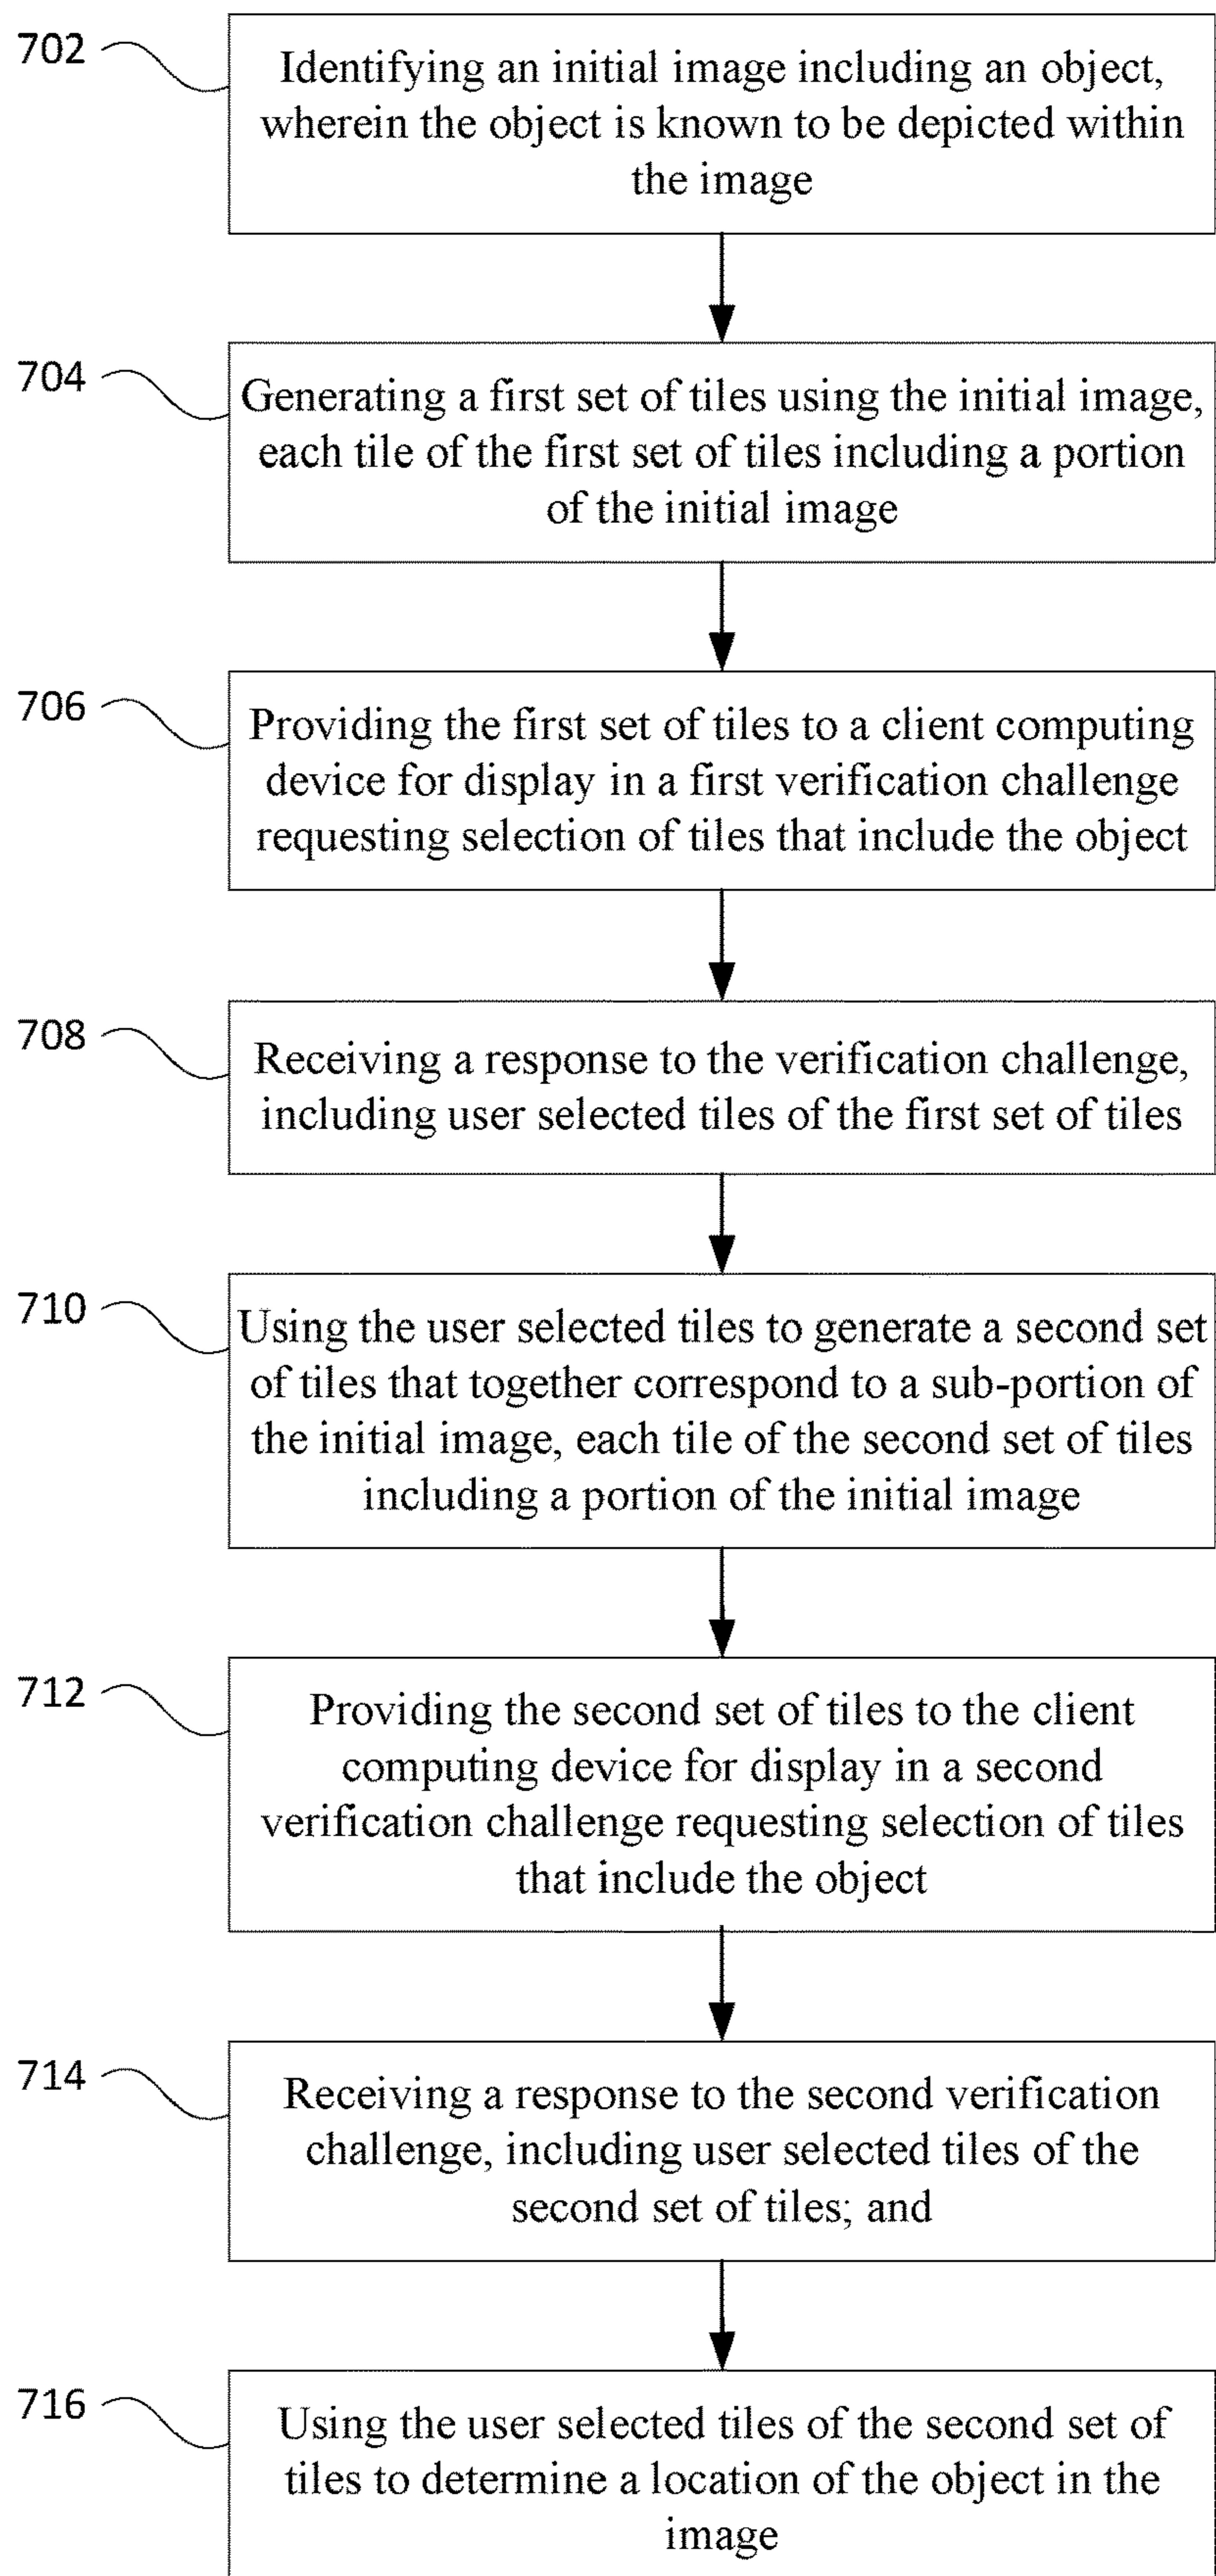 702
Identifying an initial image including an object,
wherein the object is known to be depicted within
the image
704
Generating a first set of tiles using the initial image,
each tile of the first set of tiles including a portion
of the initial image
706
Providing the first set of tiles to a client computing
device for display in a first verification challenge
requesting selection of tiles that include the object
708
Receiving a response to the verification challenge,
including user selected tiles of the first set of tiles
710
Using the user selected tiles to generate a second set
of tiles that together correspond to a sub-portion of
the initial image, each tile of the second set of tiles
including a portion of the initial image
712
Providing the second set of tiles to the client
computing device for display in a second
verification challenge requesting selection of tiles
that include the object
714
Receiving a response to the second verification
challenge, including user selected tiles of the
second set of tiles; and
716
Using the user selected tiles of the second set of
tiles to determine a location of the object in the
image